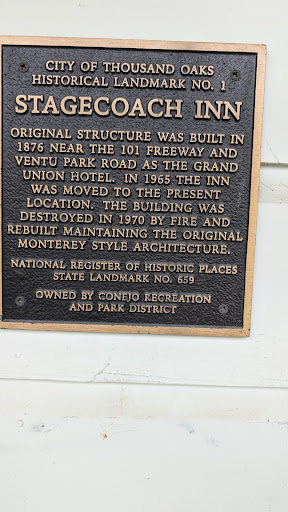 CITY OF THOUSAND OAKS
HISTORICAL LANDMARK NO. 1
STAGECOACH INN
ORIGINAL STRUCTURE WAS BUILT IN
1876 NEAR THE 101 FREEWAY AND
VENTU PARK ROAD AS THE GRAND
UNION HOTEL. IN 1965 THE INN
WAS MOVED TO THE PRESENT
LOCATION. THE BUILDING WAS
DESTROYED IN 1970 BY FIRE AND
REBUILT MAINTAINING THE ORIGINAL
MONTEREY STYLE ARCHITECTURE.
NATIONAL REGISTER OF HISTORIC PLACES
STATE LANDMARK NO. 659
OWNED BY CONEJO RECREATION
AND PARK DISTRICT